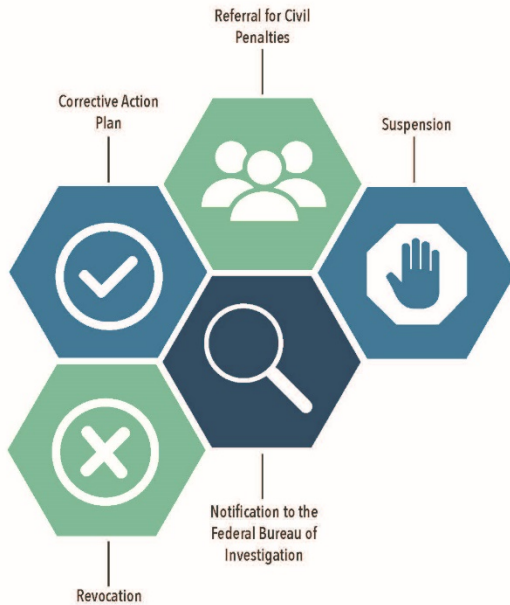 Referral for Civil
Penalties
Corrective Action
Plan
Suspension
Notification to the
Federal Bureau of
Investigation
Revocation